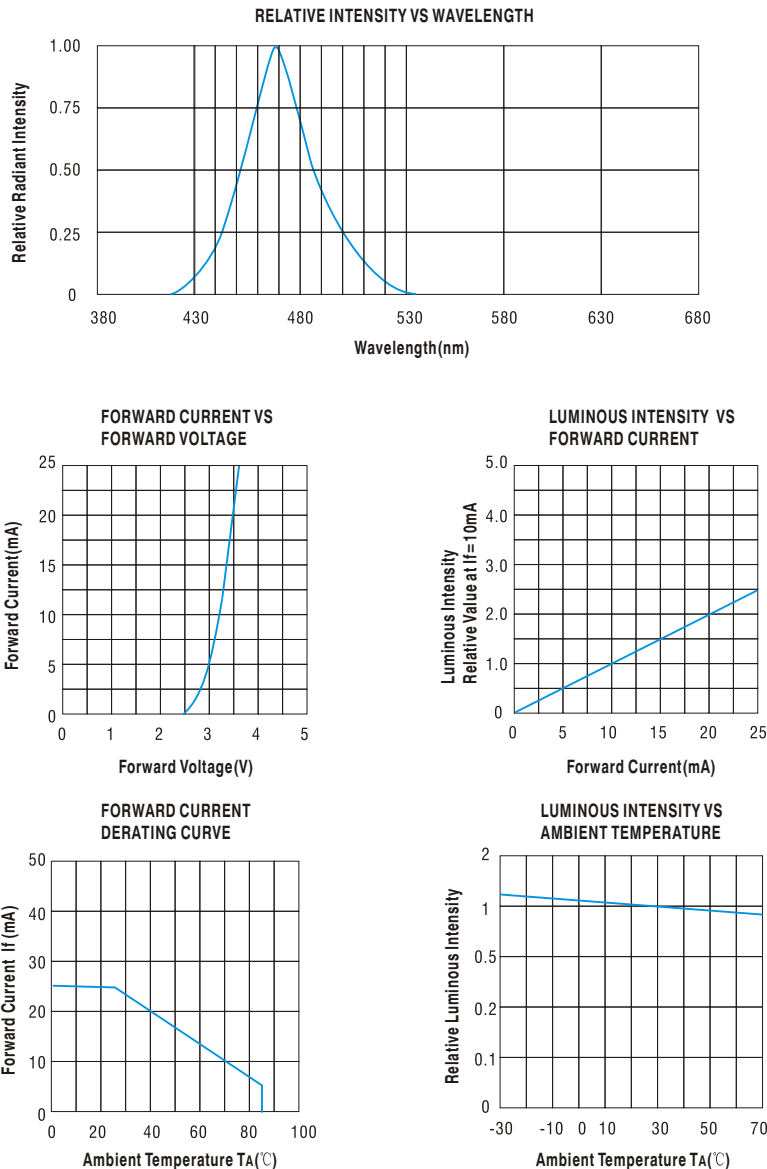 RELATIVE INTENSITY VS WAVELENGTH
Relative Radiant Intensity
1.00
0.75
0.50
0.25
0
380 430 480 530 580 630 680
Wavelength(nm)
FORWARD CURRENT VS
FORWARD VOLTAGE
Forward Current(mA)
25
20
15
10
5
0
0 1 2 3 4 5
Forward Voltage(V)
LUMINOUS INTENSITY VS
FORWARD CURRENT
Luminous Intensity
Relative Value at If=10mA
5.0
4.0
3.0
2.0
1.0
0
0 5 10 15 20 25
Forward Current(mA)
FORWARD CURRENT
DERATING CURVE
Forward Current If (mA)
50
40
30
20
10
0
0 20 40 60 80 100
Ambient Temperature TA(℃)
LUMINOUS INTENSITY VS
AMBIENT TEMPERATURE
Relative Luminous Intensity
2
1
0.5
0.2
0.1
0
-30 -10 0 10 30 50 70
Ambient Temperature TA(℃)